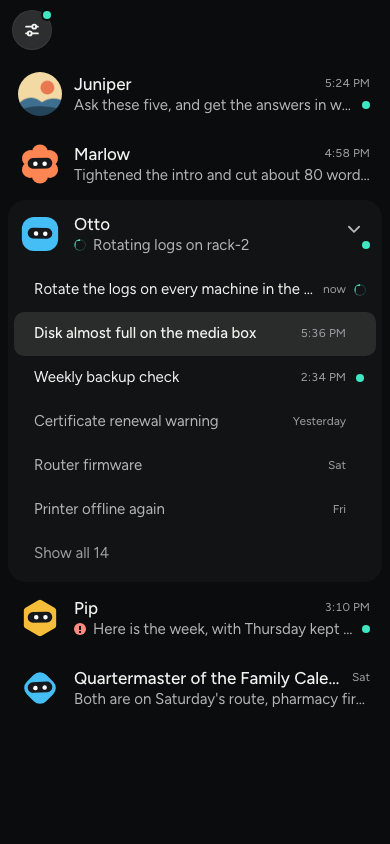 Juniper
5:24 PM
Ask these five, and get the answers in w...
Marlow
4:58 PM
Tightened the intro and cut about 80 word...
Otto
Rotating logs on rack-2
Rotate the logs on every machine in the ...
now
Disk almost full on the media box
5:36 PM
Weekly backup check
2:34 PM
Certificate renewal warning
Yesterday
Router firmware
Sat
Printer offline again
Fri
Show all 14
Pip
3:10 PM
Here is the week, with Thursday kept ...
Quartermaster of the Family Cale...
Sat
Both are on Saturday's route, pharmacy fir...